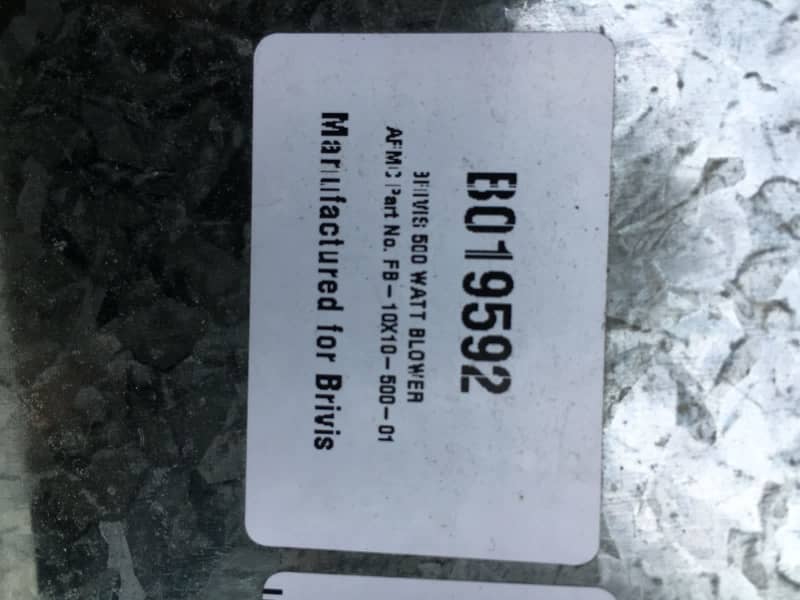 B019592
BRIVIS 500 WATT BLOWER
AFMC Part No. FB-10X10-500-01
Manufactured for Brivis